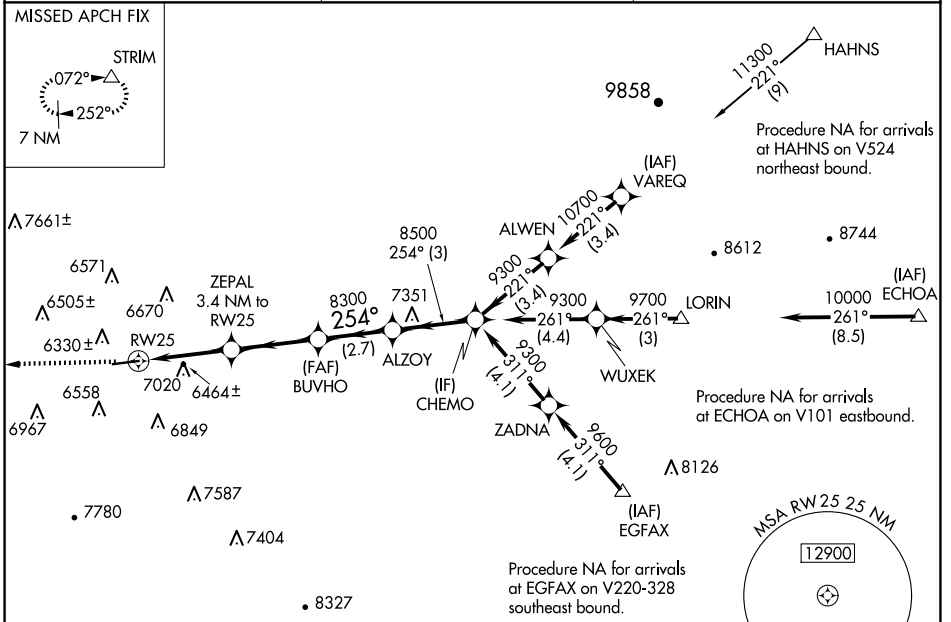 MISSED APCH FIX
STRIM
072°
252°
7 NM
HAHNS
11300
221°
(9)
9858
Procedure NA for arrivals
at HAHNS on V524
northeast bound.
(IAF)
VAREQ
10700
221°
(3.4)
ALWEN
7661±
8500
254° (3)
8612
8744
6571
ZEPAL
3.4 NM to
RW25
8300
254°
(2.7)
7351
9300
221°
(3.4)
9300
261°
(4.4)
9700
261°
(3)
LORIN
(IAF)
ECHOA
10000
261°
(8.5)
6505±
6670
6330±
RW25
ALZOY
(FAF)
BUVHO
(IF)
CHEMO
WUXEK
7020
6464±
6558
6967
6849
9300
311°
(4.1)
ZADNA
Procedure NA for arrivals
at ECHOA on V101 eastbound.
9600
311°
(4.1)
8126
(IAF)
EGFAX
7587
7780
7404
MSA RW 25 25 NM
12900
Procedure NA for arrivals
at EGFAX on V220-328
southeast bound.
8327